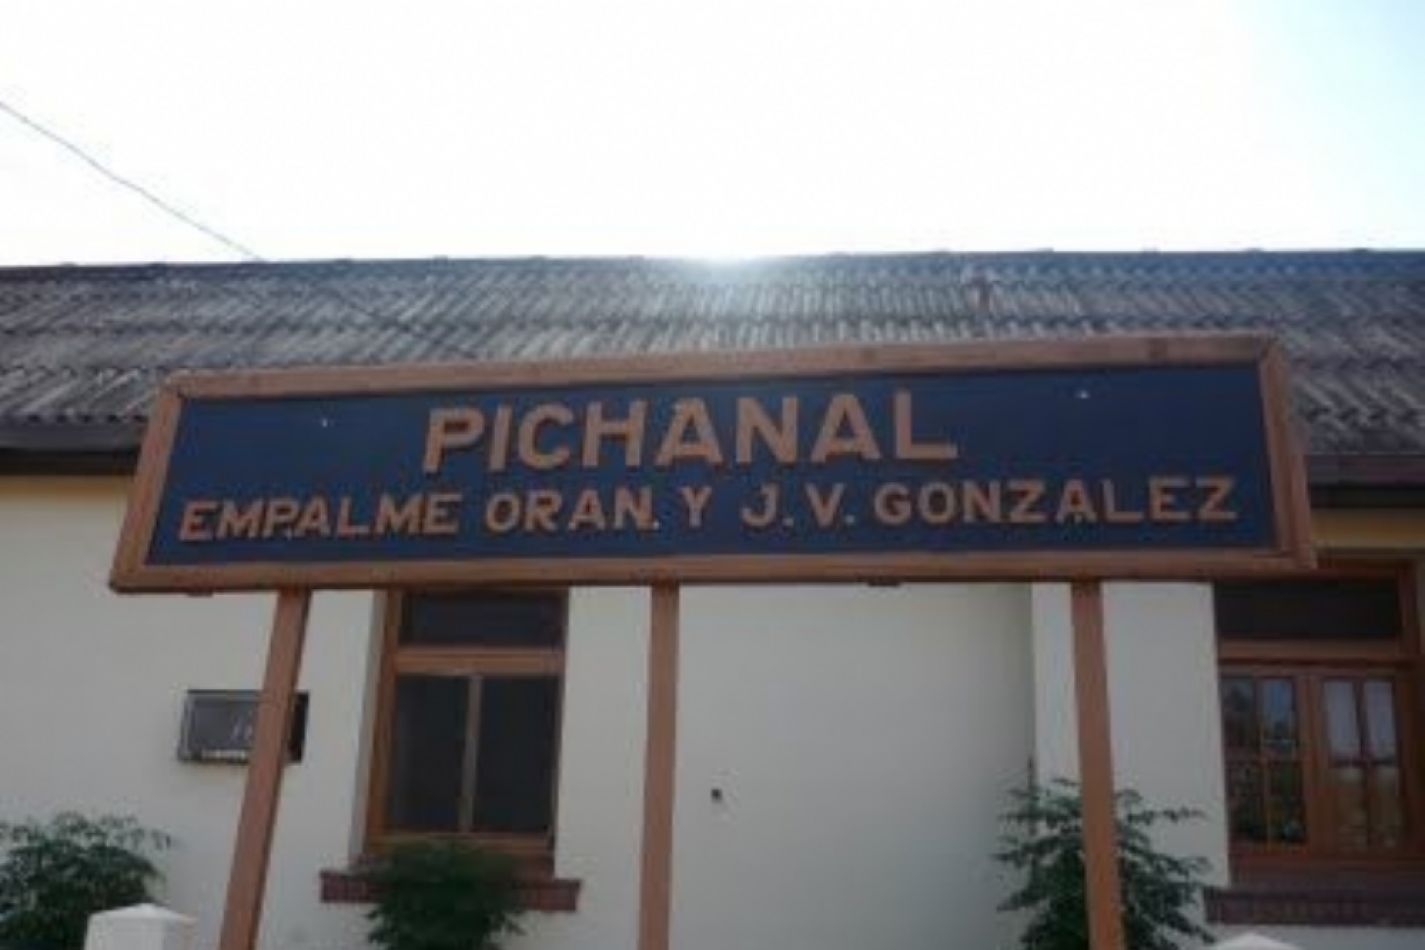 PICHANAL
EMPALME ORAN. Y J.V. GONZALEZ